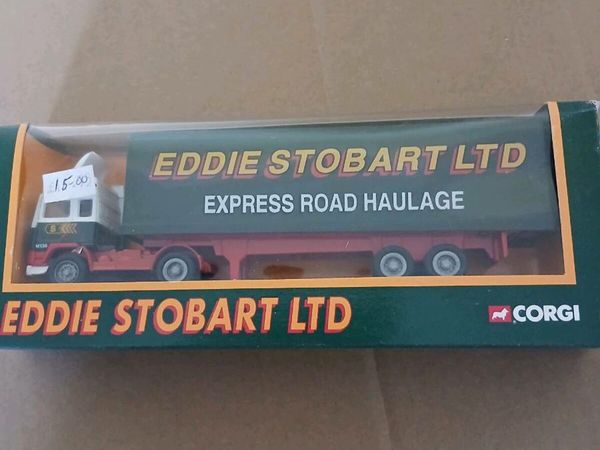 EDDIE STOBART LTD
EXPRESS ROAD HAULAGE
£15-00
EDDIE STOBART LTD
CORGI